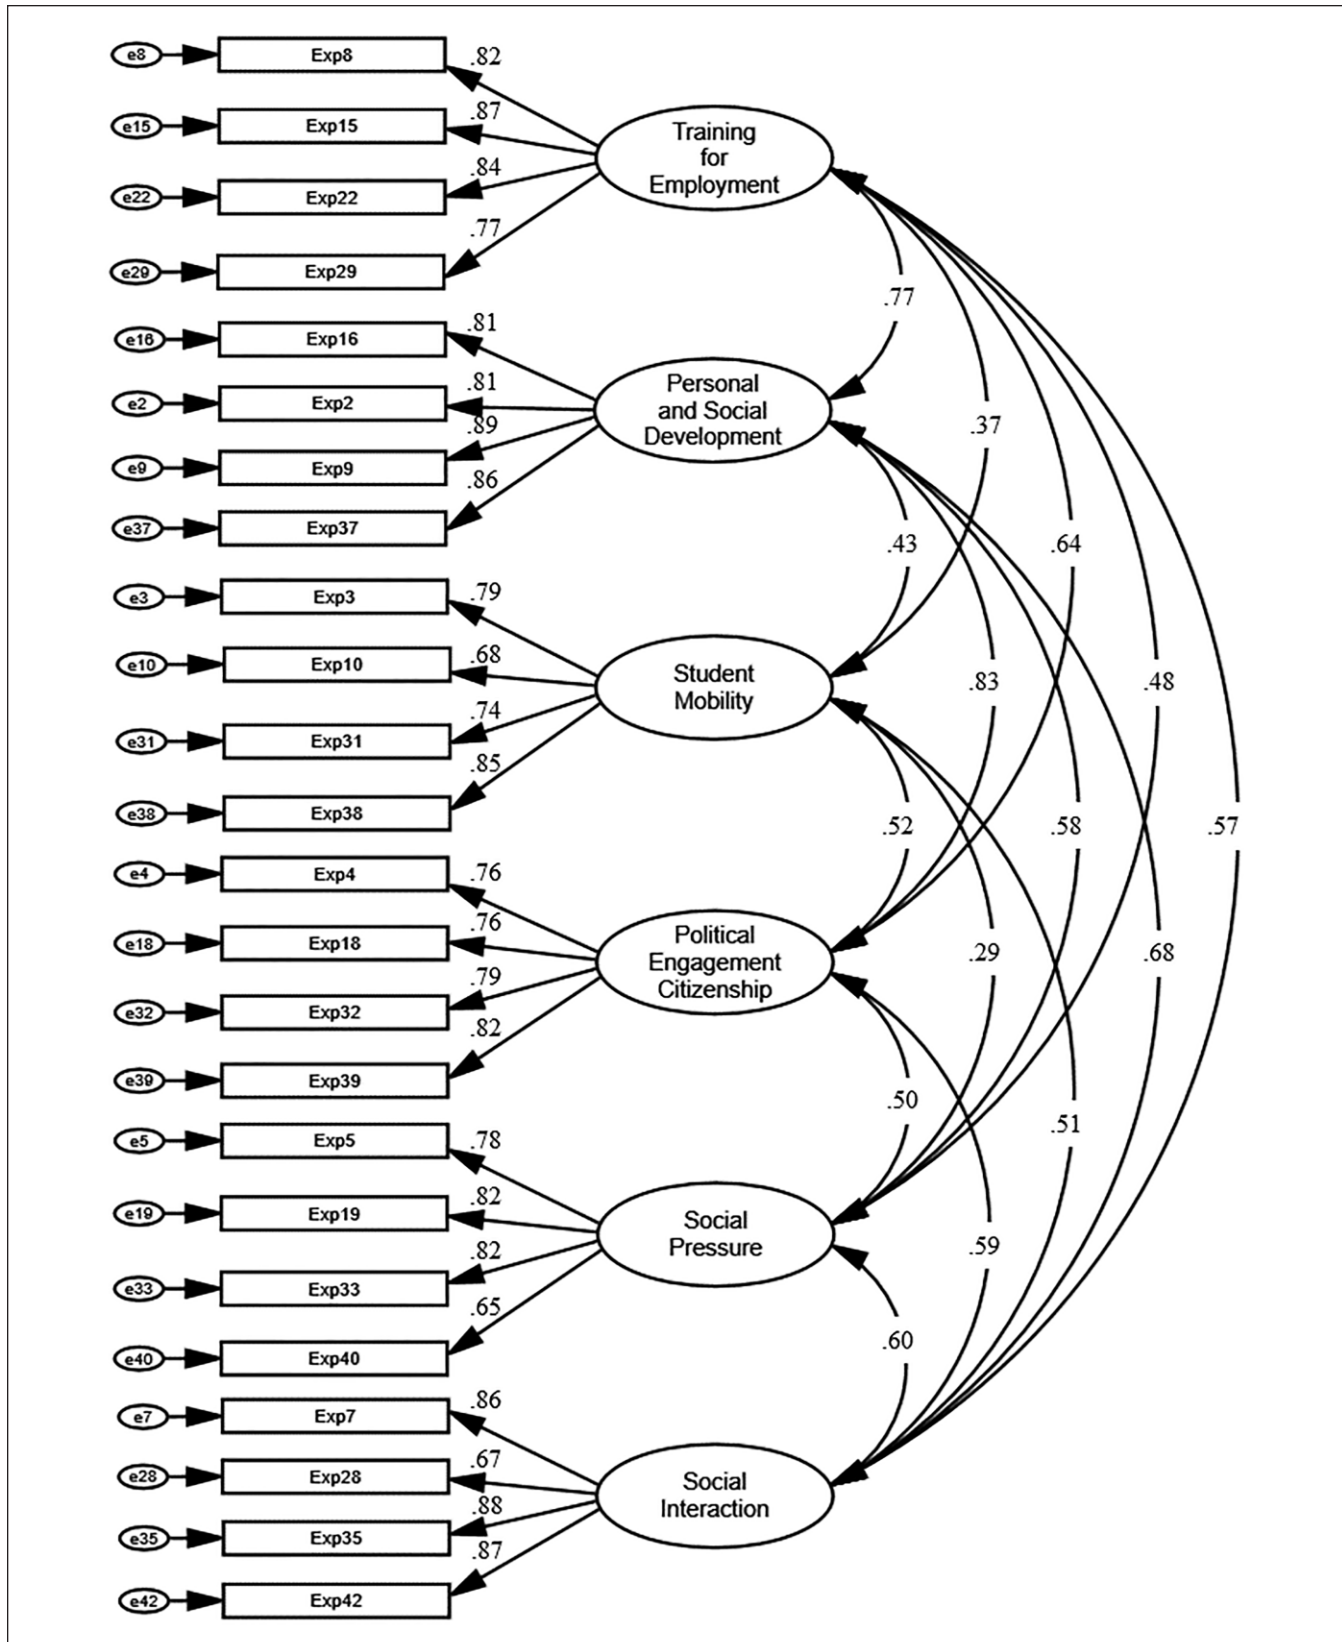 e8 Exp8 .82
e15 Exp15 .87
e22 Exp22 .84
e29 Exp29 .77
Training
for
Employment
e16 Exp16 .81
e2 Exp2 .81
e9 Exp9 .89
e37 Exp37 .86
Personal
and Social
Development
e3 Exp3 .79
e10 Exp10 .68
e31 Exp31 .74
e38 Exp38 .85
Student
Mobility
e4 Exp4 .76
e18 Exp18 .76
e32 Exp32 .79
e39 Exp39 .82
Political
Engagement
Citizenship
e5 Exp5 .78
e19 Exp19 .82
e33 Exp33 .82
e40 Exp40 .65
Social
Pressure
e7 Exp7 .86
e28 Exp28 .67
e35 Exp35 .88
e42 Exp42 .87
Social
Interaction
.77
.37
.43 .64
.83 .48
.52 .58 .57
.29 .68
.50 .51
.59
.60